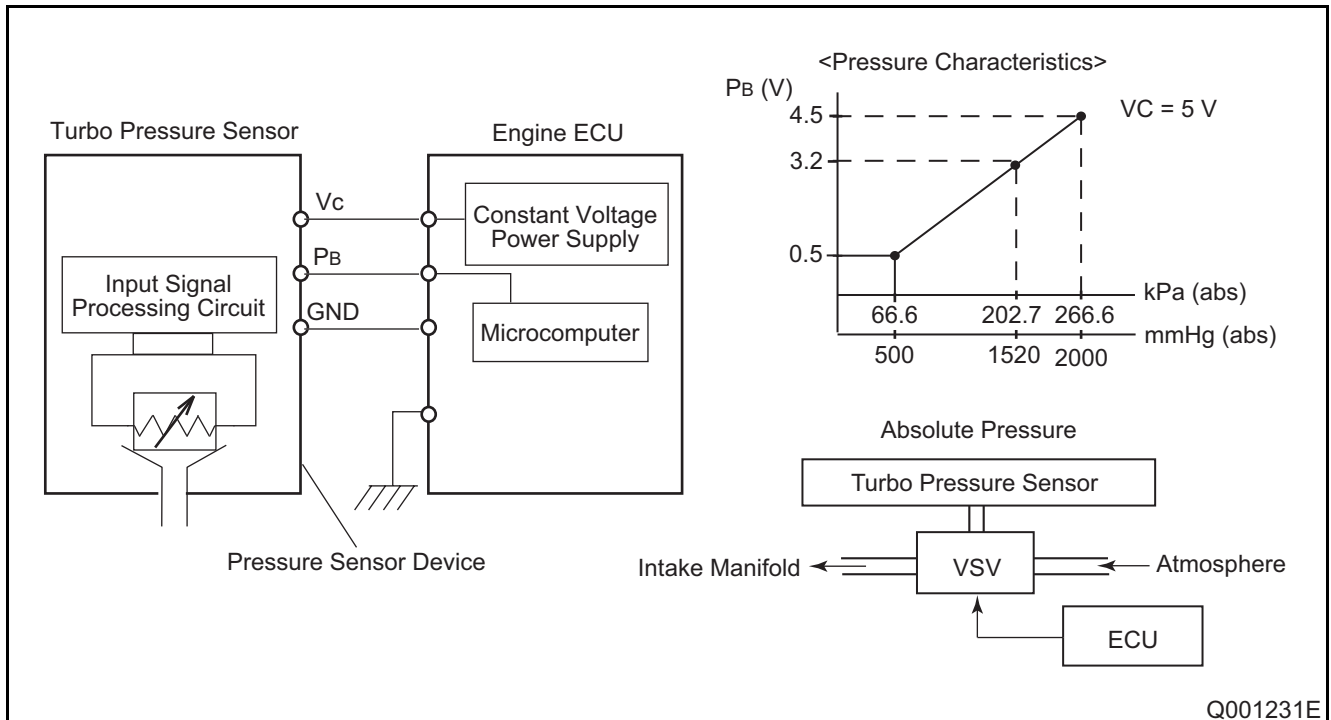 Turbo Pressure Sensor
Engine ECU
Vc
PB
GND
Input Signal
Processing Circuit
Constant Voltage
Power Supply
Microcomputer
Pressure Sensor Device
<Pressure Characteristics>
PB (V)
VC = 5 V
4.5
3.2
0.5
kPa (abs)
66.6 202.7 266.6
mmHg (abs)
500 1520 2000
Absolute Pressure
Turbo Pressure Sensor
Intake Manifold
VSV
Atmosphere
ECU
Q001231E